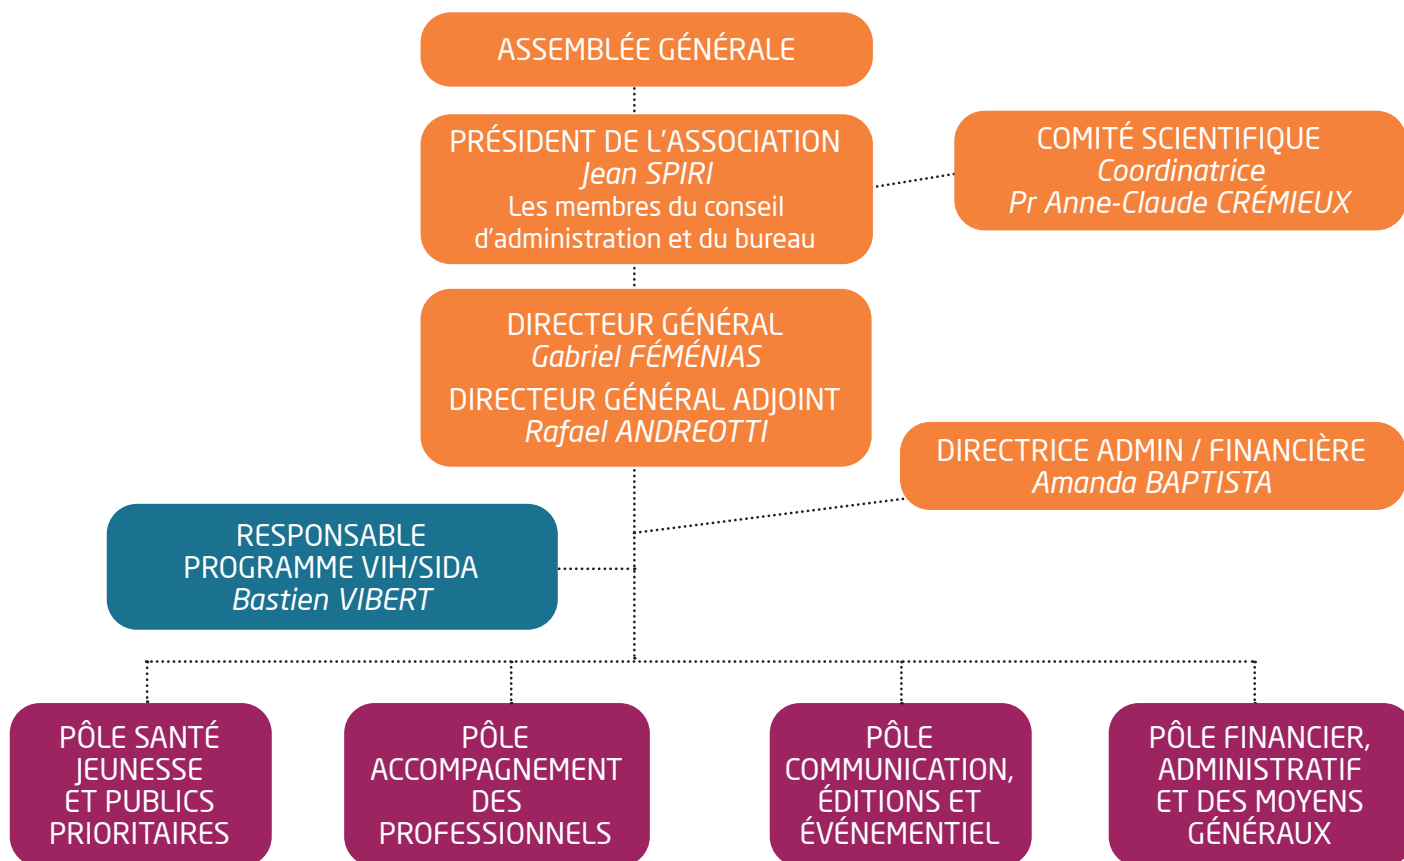 ASSEMBLÉE GÉNÉRALE
PRÉSIDENT DE L'ASSOCIATION
Jean SPIRI
Les membres du conseil
d'administration et du bureau
COMITÉ SCIENTIFIQUE
Coordinatrice
Pr Anne-Claude CRÉMIEUX
DIRECTEUR GÉNÉRAL
Gabriel FÉMÉNIAS
DIRECTEUR GÉNÉRAL ADJOINT
Rafael ANDREOTTI
DIRECTRICE ADMIN / FINANCIÈRE
Amanda BAPTISTA
RESPONSABLE
PROGRAMME VIH/SIDA
Bastien VIBERT
PÔLE SANTÉ
JEUNESSE
ET PUBLICS
PRIORITAIRES
PÔLE
ACCOMPAGNEMENT
DES
PROFESSIONNELS
PÔLE
COMMUNICATION,
ÉDITIONS ET
ÉVÉNEMENTIEL
PÔLE FINANCIER,
ADMINISTRATIF
ET DES MOYENS
GÉNÉRAUX